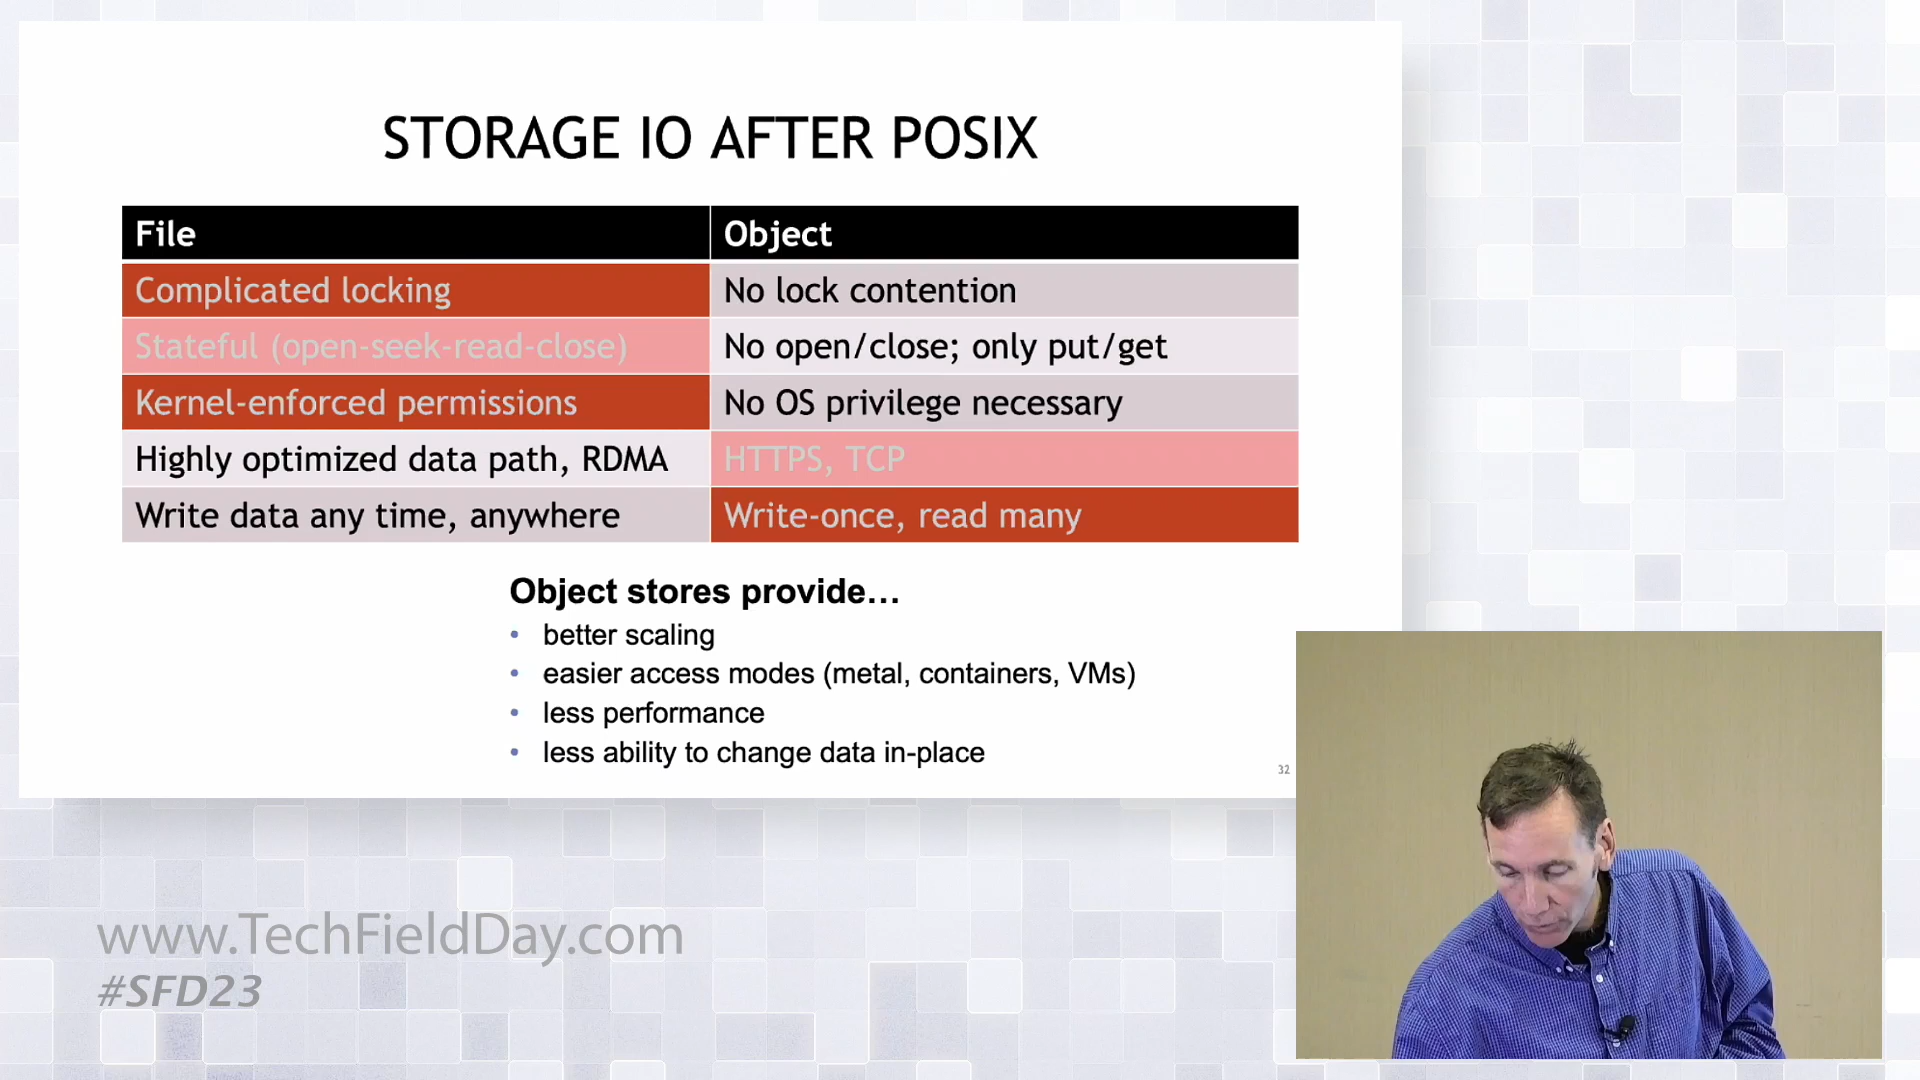 STORAGE IO AFTER POSIX
File Object
Complicated locking No lock contention
Stateful (open-seek-read-close) No open/close; only put/get
Kernel-enforced permissions No OS privilege necessary
Highly optimized data path, RDMA HTTPS, TCP
Write data any time, anywhere Write-once, read many
Object stores provide…
• better scaling
• easier access modes (metal, containers, VMs)
• less performance
• less ability to change data in-place
32
www.TechFieldDay.com
#SFD23